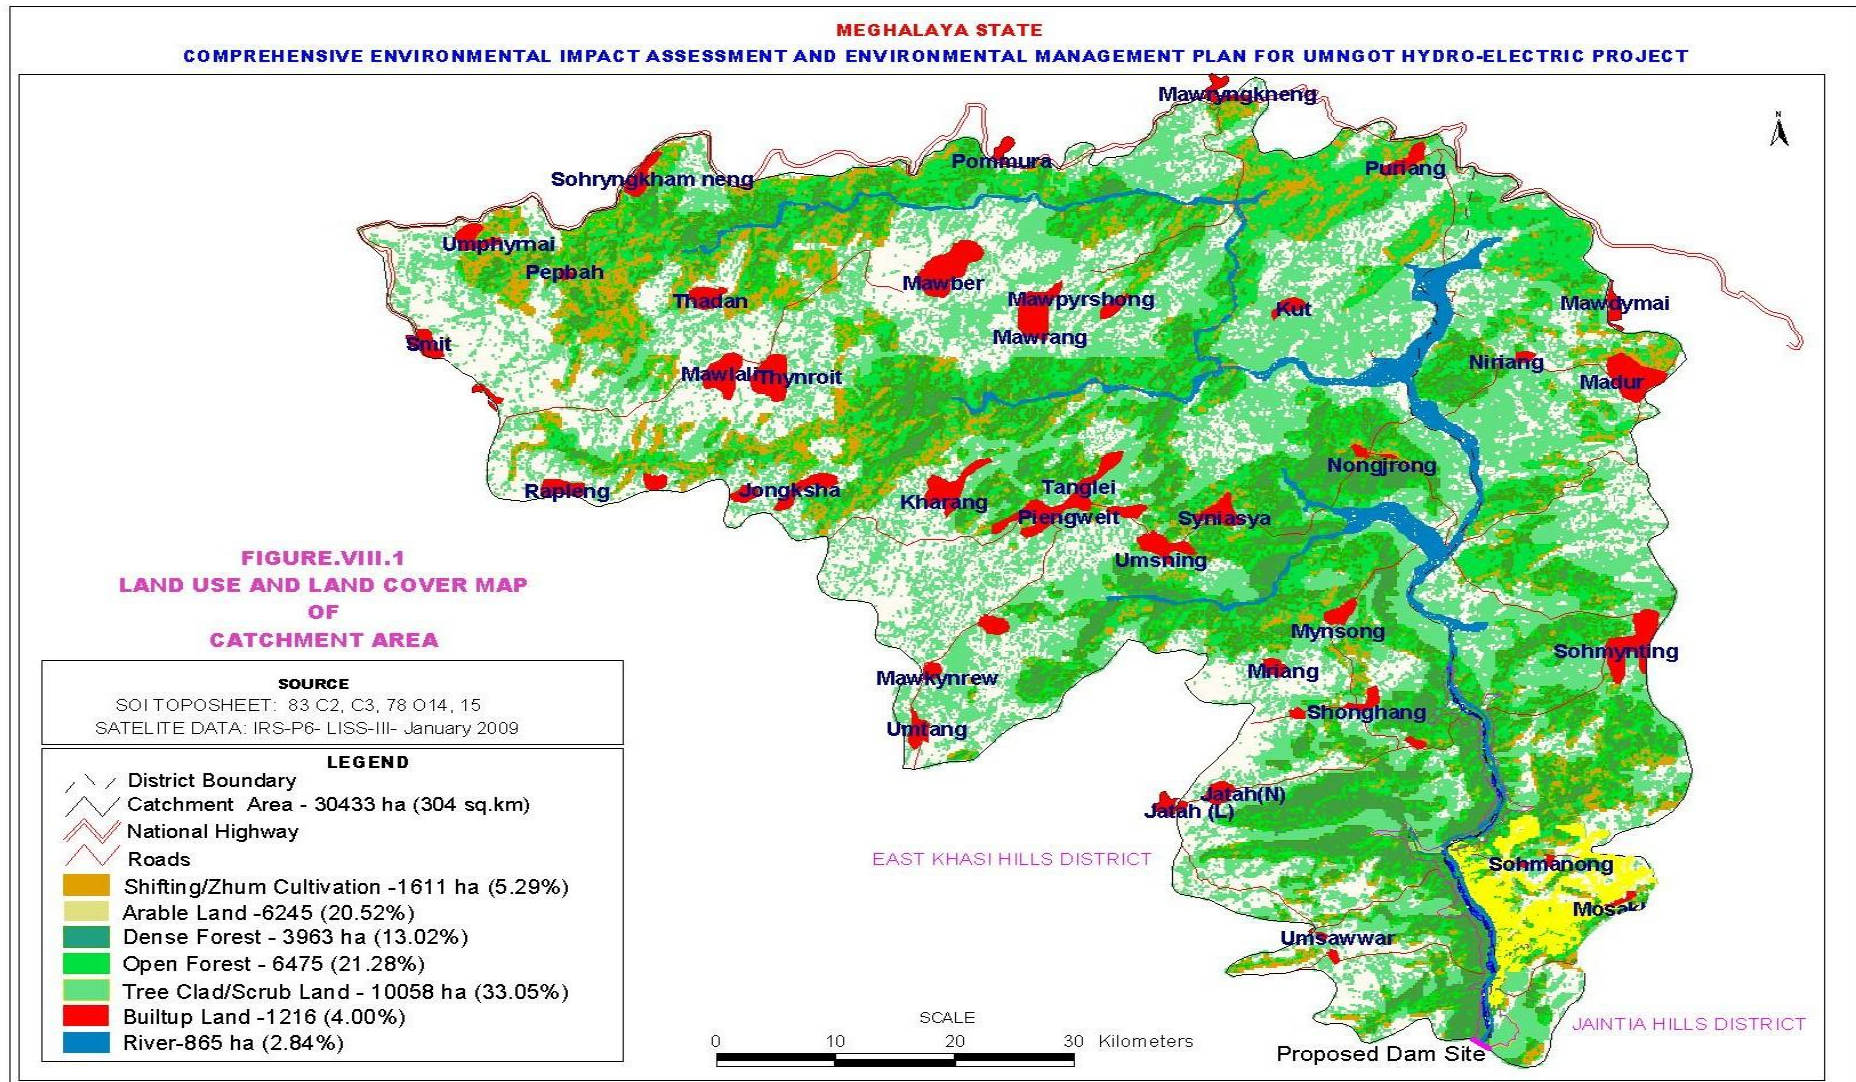 MEGHALAYA STATE
COMPREHENSIVE ENVIRONMENTAL IMPACT ASSESSMENT AND ENVIRONMENTAL MANAGEMENT PLAN FOR UMNGOT HYDRO-ELECTRIC PROJECT
N
Mawryngkneng
Pommura
Puriang
Sohryngkham neng
Umphyrnai
Pepbah
Thadan
Mawber
Mawpyrshong
Kut
Mawdymai
Mawrang
Smit
Niriang
Mawlali
Thynroit
Madur
Nongjrong
Rapleng
Jongksha
Kharang
Tanglei
Piengweit
Syniasya
Umsning
FIGURE.VIII.1
LAND USE AND LAND COVER MAP
OF
CATCHMENT AREA
Mynsong
Sohmynting
Mriang
Mawkynrew
Shonghang
Umtang
SOURCE
SOI TOPOSHEET: 83 C2, C3, 78 O14, 15
SATELITE DATA: IRS-P6- LISS-III- January 2009
LEGEND
District Boundary
Catchment Area - 30433 ha (304 sq.km)
National Highway
Roads
Shifting/Zhum Cultivation -1611 ha (5.29%)
Arable Land -6245 (20.52%)
Dense Forest - 3963 ha (13.02%)
Open Forest - 6475 (21.28%)
Tree Clad/Scrub Land - 10058 ha (33.05%)
Builtup Land -1216 (4.00%)
River-865 ha (2.84%)
Jatah(N)
Jatah (L)
EAST KHASI HILLS DISTRICT
Sohmanong
Umsawwar
JAINTIA HILLS DISTRICT
Proposed Dam Site
SCALE
0 10 20 30 Kilometers